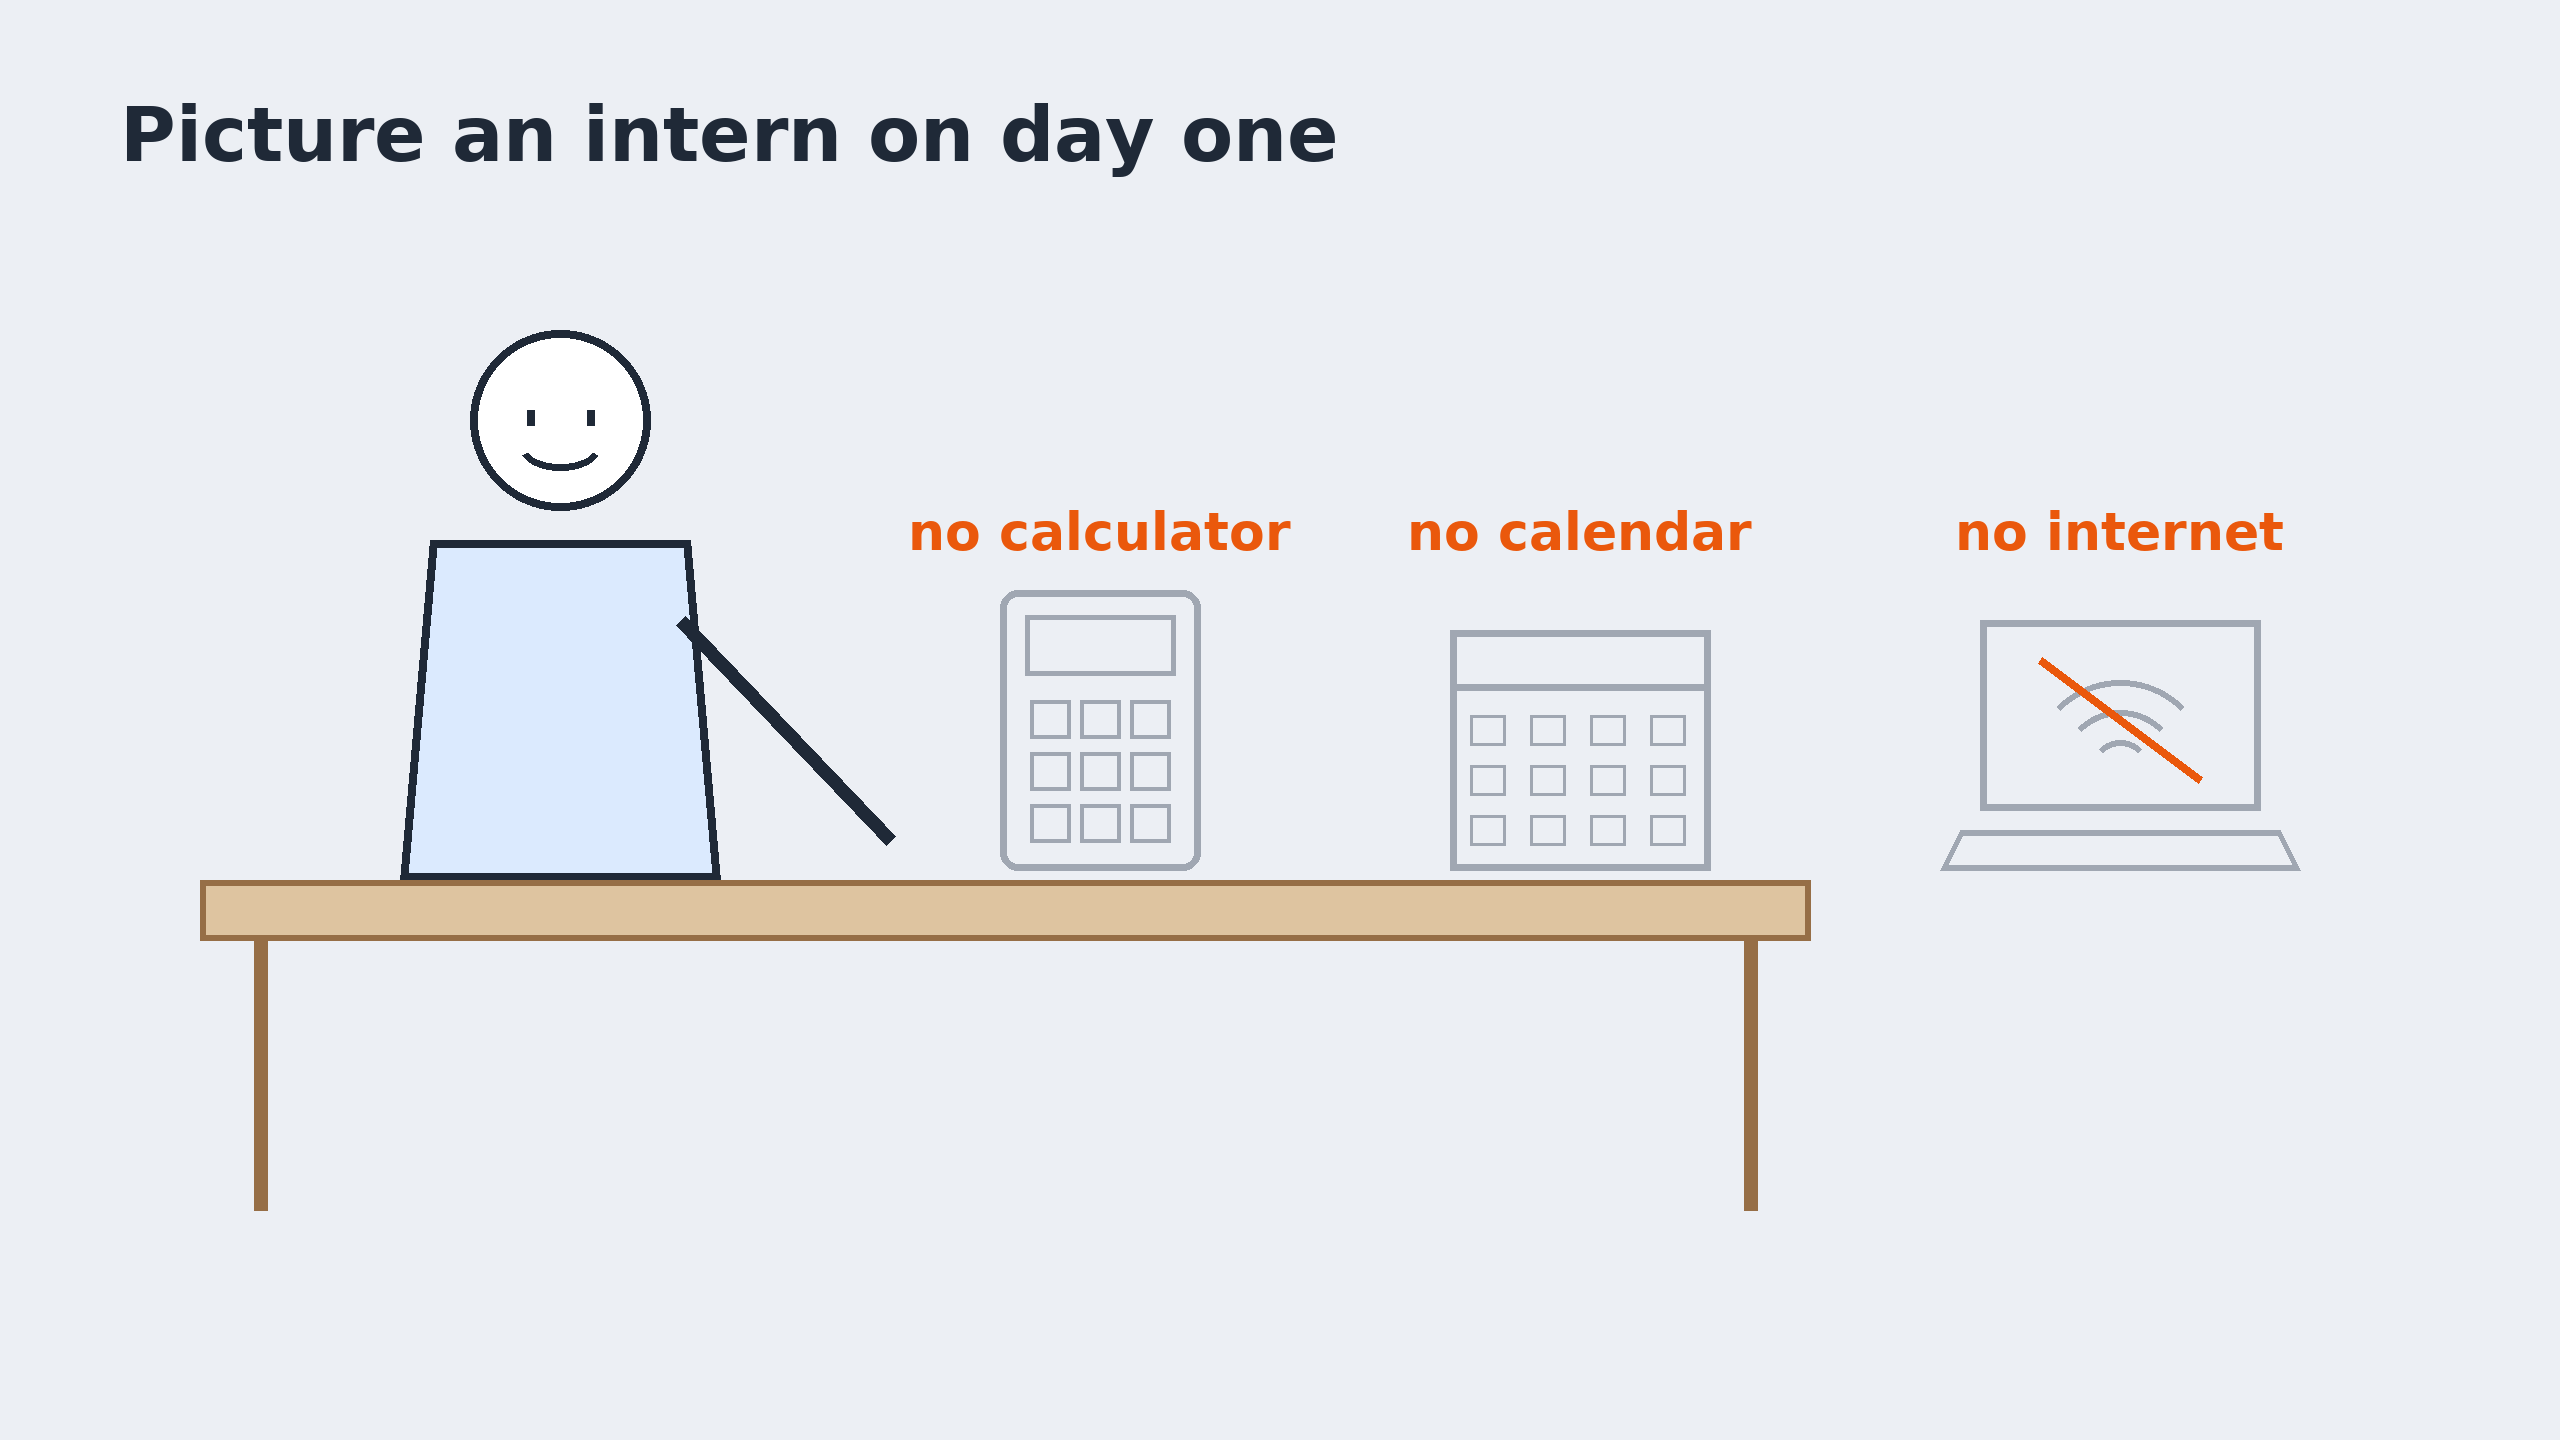 Picture an intern on day one
no calculator
no calendar
no internet